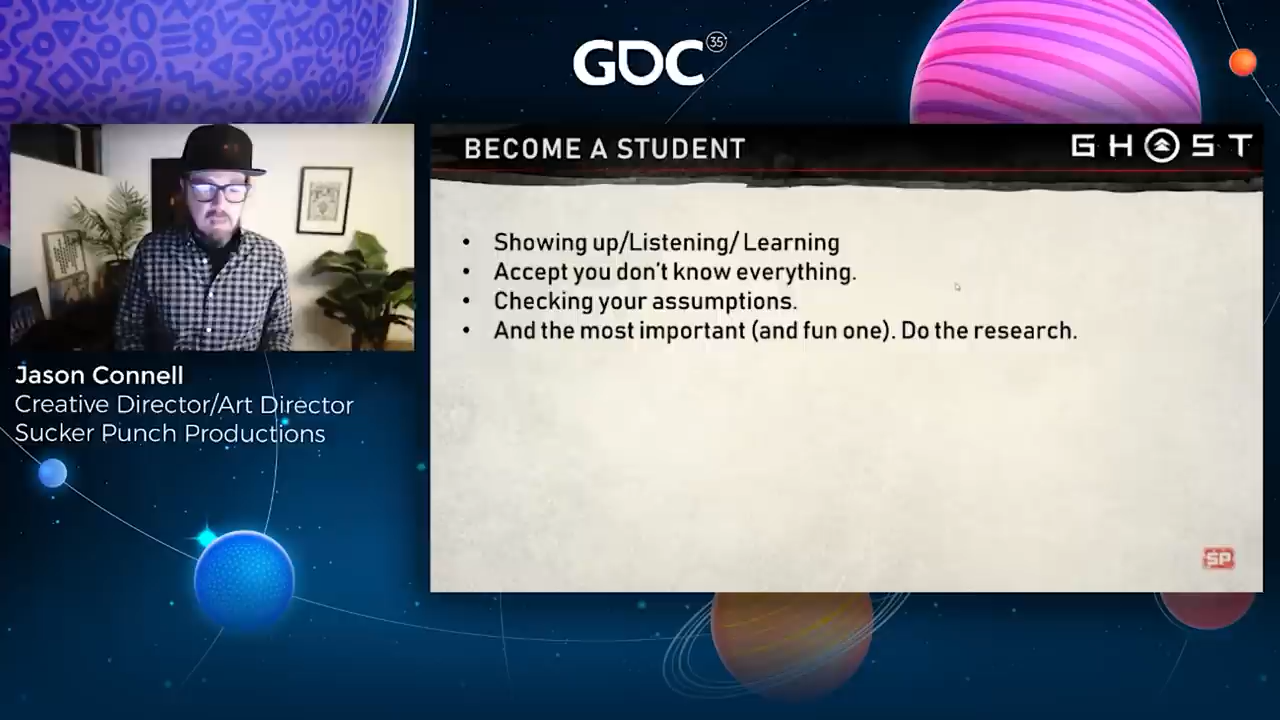 GDC 35
BECOME A STUDENT
GHOST
• Showing up/Listening/ Learning
• Accept you don't know everything.
• Checking your assumptions.
• And the most important (and fun one). Do the research.
Jason Connell
Creative Director/Art Director
Sucker Punch Productions
SP